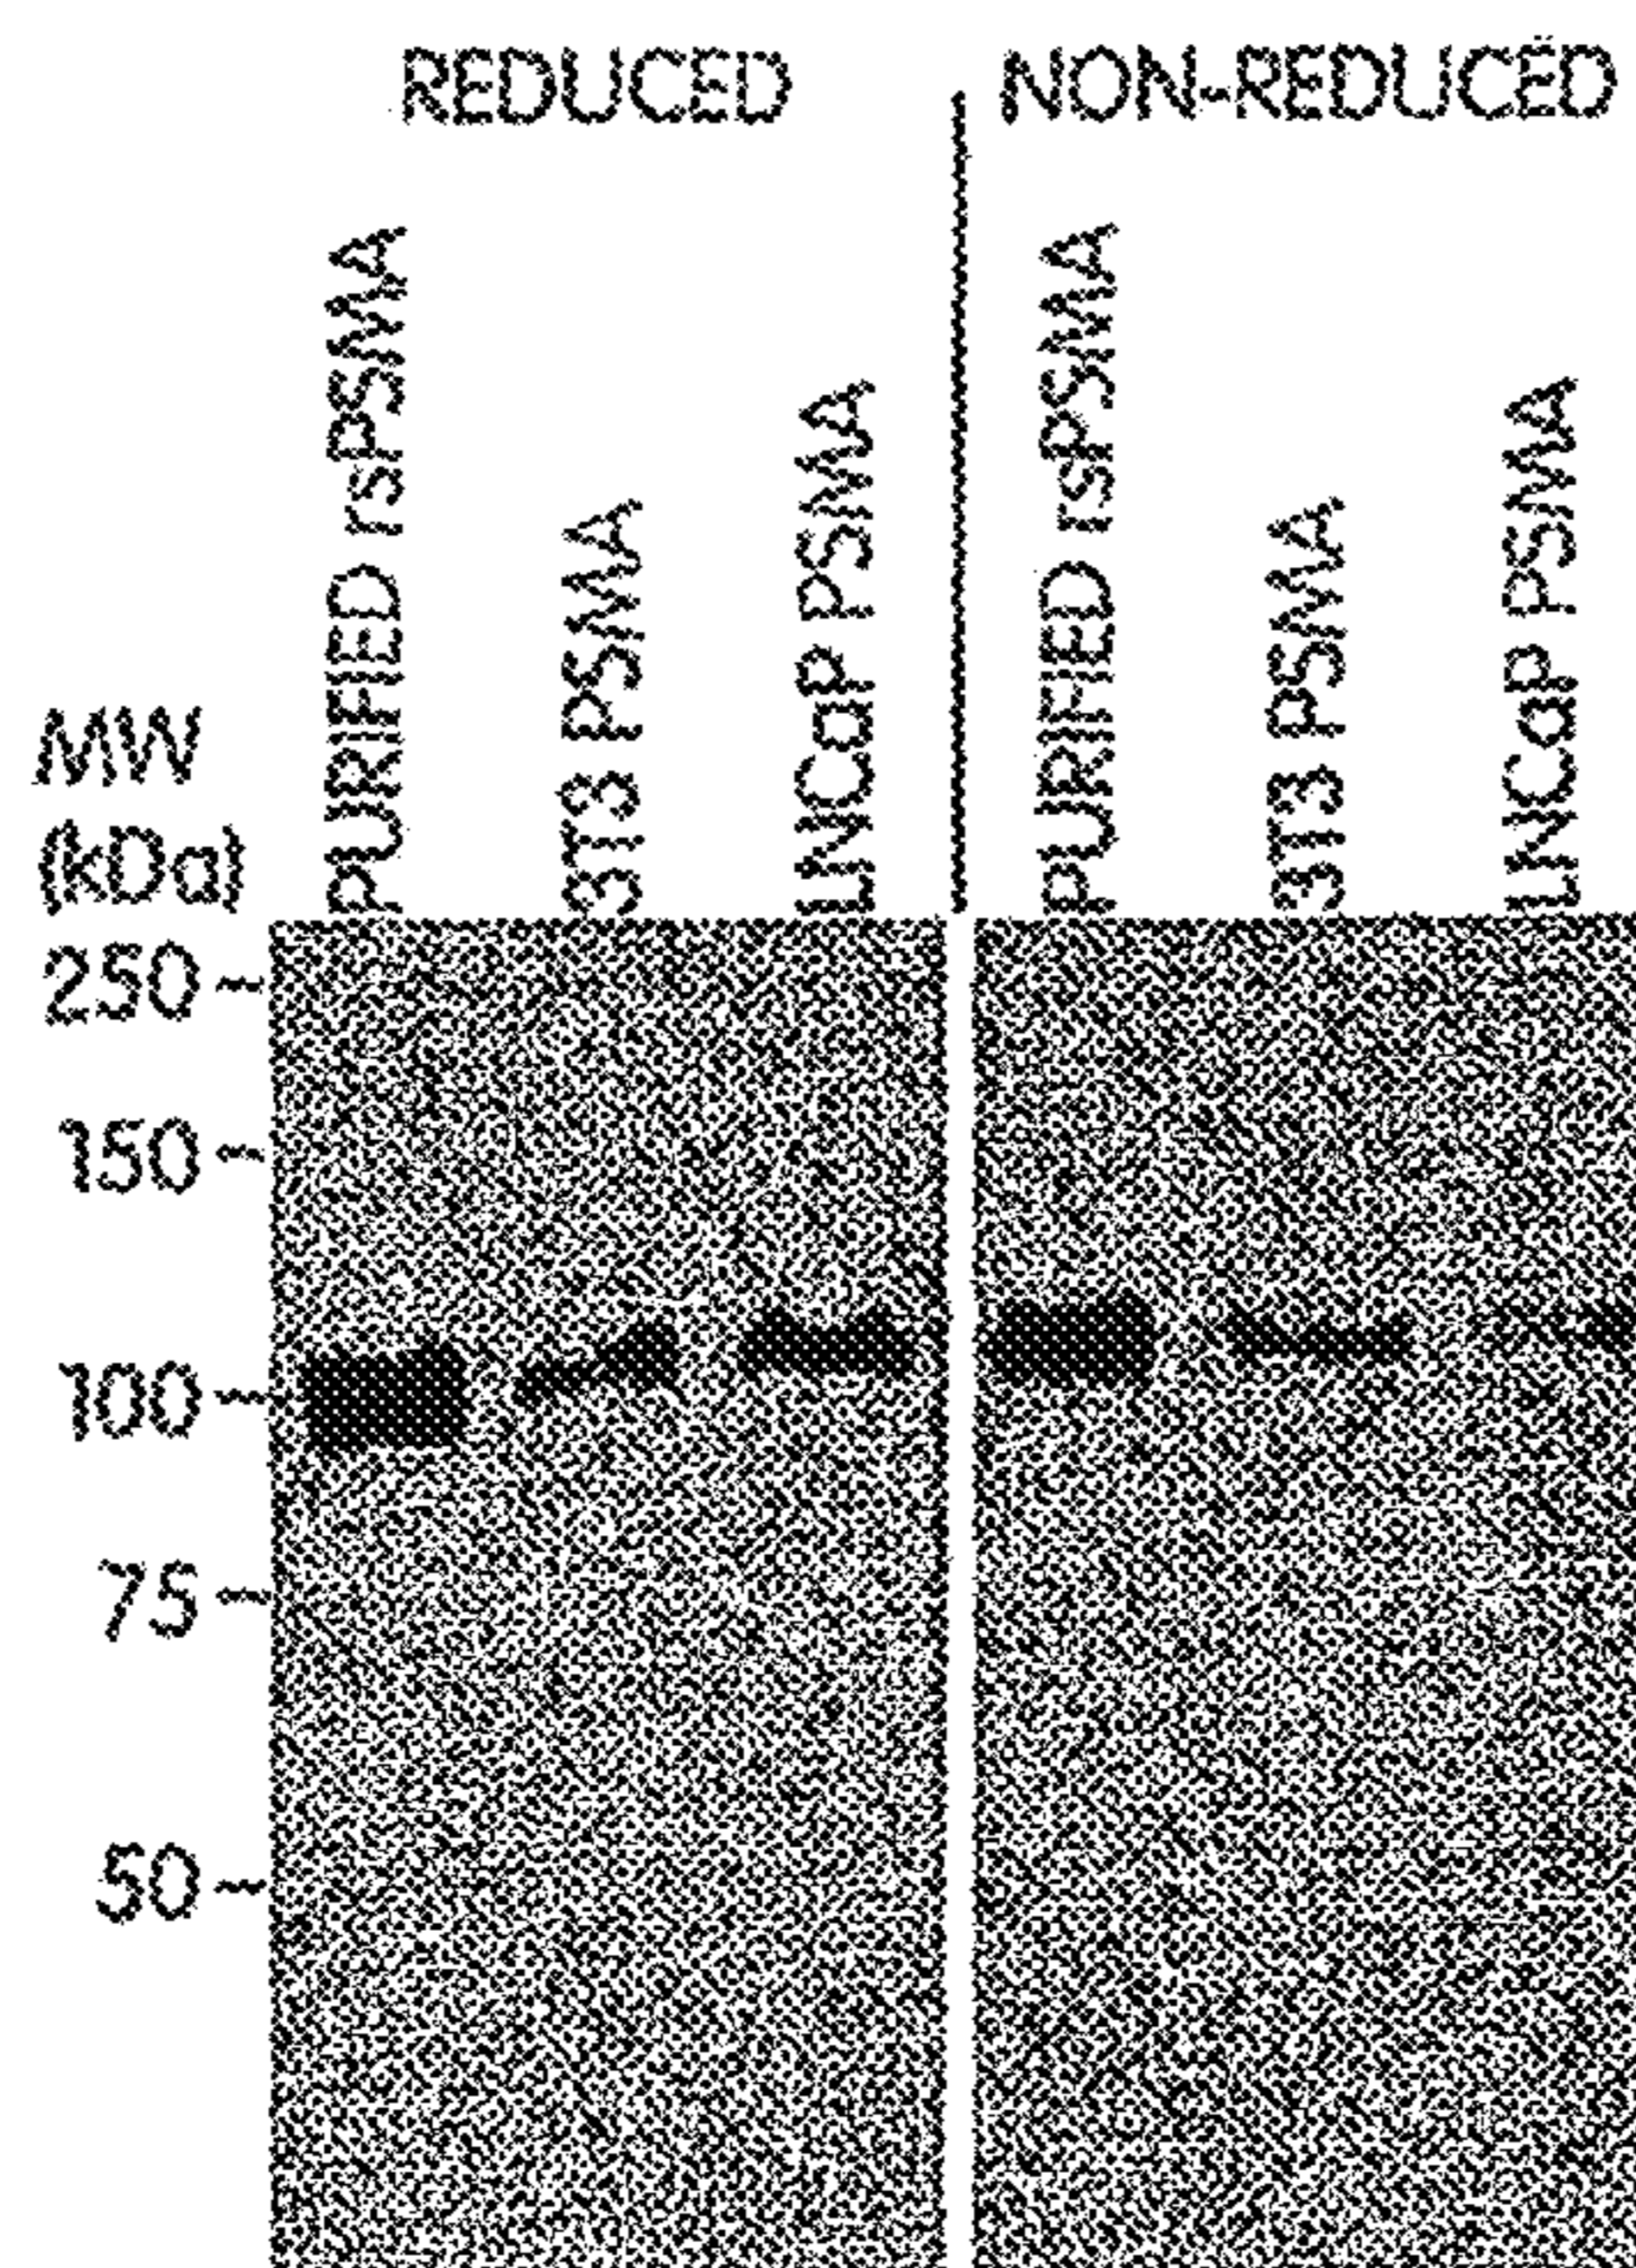 REDUCED
NON-REDUCED
PURIFIED rsPSMA
3T3 PSMA
LNCaP PSMA
PURIFIED rsPSMA
3T3 PSMA
LNCaP PSMA
MW
(kDa)
250
150
100
75
50